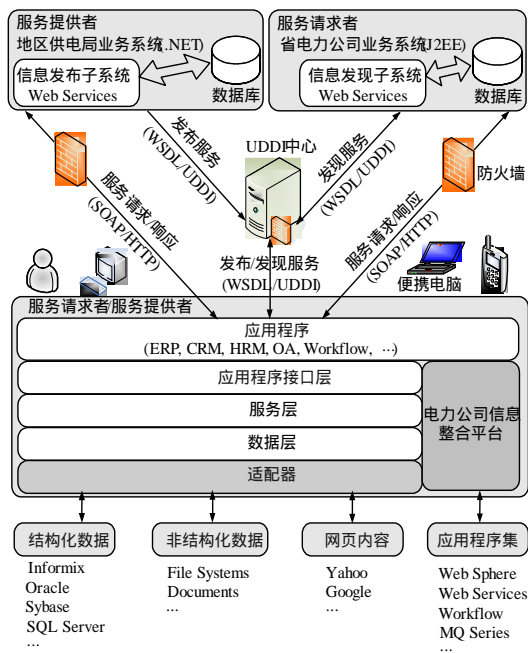 服务提供者
地区供电局业务系统(.NET)
信息发布子系统
Web Services
数据库
服务请求者
省电力公司业务系统(J2EE)
信息发现子系统
Web Services
数据库
发布服务
(WSDL/UDDI)
UDDI中心
发现服务
(WSDL/UDDI)
防火墙
服务请求/响应
(SOAP/HTTP)
服务请求/响应
(SOAP/HTTP)
发布/发现服务
(WSDL/UDDI)
便携电脑
服务请求者/服务提供者
应用程序
(ERP, CRM, HRM, OA, Workflow, …)
应用程序接口层
服务层
数据层
适配器
电力公司信息
整合平台
结构化数据
Informix
Oracle
Sybase
SQL Server
…
非结构化数据
File Systems
Documents
…
网页内容
Yahoo
Google
…
应用程序集
Web Sphere
Web Services
Workflow
MQ Series
…